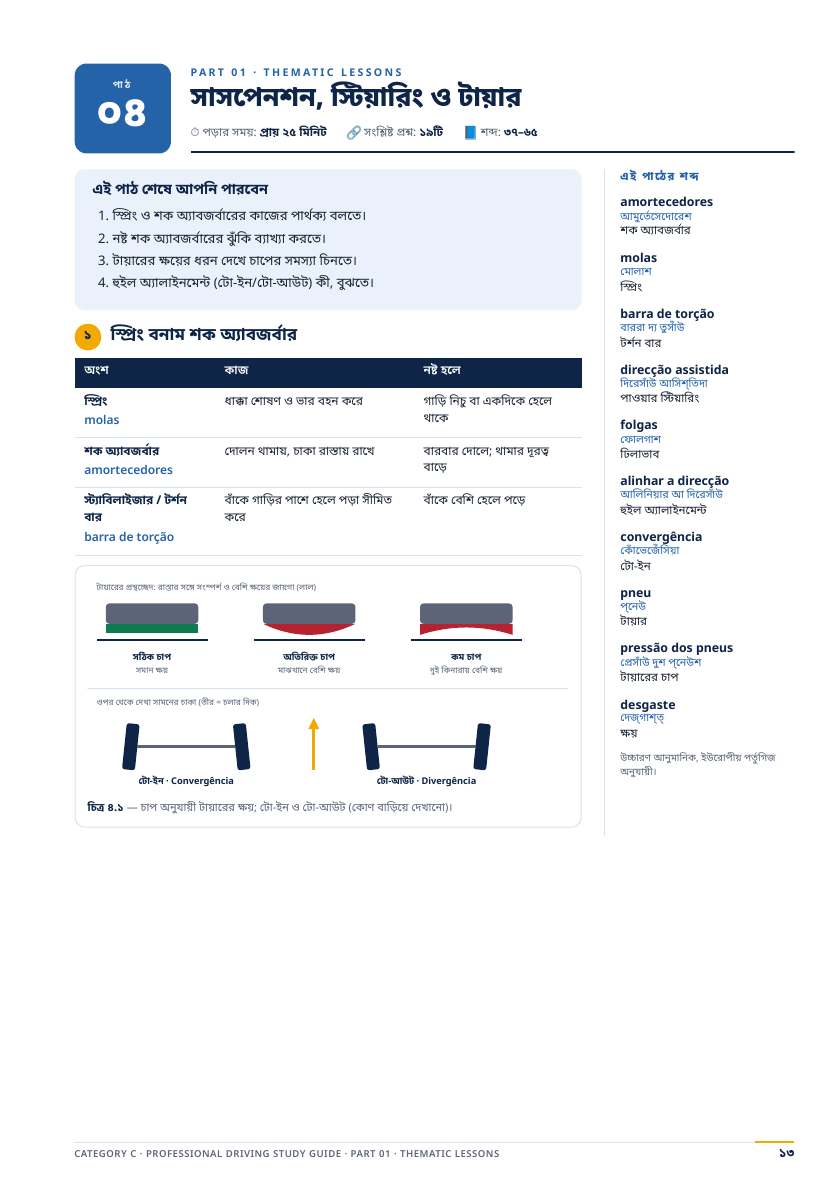 পাঠ
০৪
PART 01 · THEMATIC LESSONS
সাসপেনশন, স্টিয়ারিং ও টায়ার
⏱ পড়ার সময়: প্রায় ২৫ মিনিট 🔗 সংশ্লিষ্ট প্রশ্ন: ১৯টি 📘 শব্দ: ৩৭–৬৫
এই পাঠ শেষে আপনি পারবেন
1. স্প্রিং ও শক অ্যাবজর্বারের কাজের পার্থক্য বলতে।
2. নষ্ট শক অ্যাবজর্বারের ঝুঁকি ব্যাখ্যা করতে।
3. টায়ারের ক্ষয়ের ধরন দেখে চাপের সমস্যা চিনতে।
4. হুইল অ্যালাইনমেন্ট (টো-ইন/টো-আউট) কী, বুঝতে।
১ স্প্রিং বনাম শক অ্যাবজর্বার
অংশ কাজ নষ্ট হলে
স্প্রিং ধাক্কা শোষণ ও ভার বহন করে গাড়ি নিচু বা একদিকে হেলে
molas থাকে
শক অ্যাবজর্বার দোলন থামায়, চাকা রাস্তায় রাখে বারবার দোলে; থামার দূরত্ব
amortecedores বাড়ে
স্ট্যাবিলাইজার / টর্শন বাঁকে গাড়ির পাশে হেলে পড়া সীমিত বাঁকে বেশি হেলে পড়ে
বার করে
barra de torção
টায়ারের প্রস্থচ্ছেদ: রাস্তার সঙ্গে সংস্পর্শ ও বেশি ক্ষয়ের জায়গা (লাল)
সঠিক চাপ অতিরিক্ত চাপ কম চাপ
সমান ক্ষয় মাঝখানে বেশি ক্ষয় দুই কিনারায় বেশি ক্ষয়
ওপর থেকে দেখা সামনের চাকা (তীর = চলার দিক)
টো-ইন · Convergência টো-আউট · Divergência
চিত্র ৪.১ — চাপ অনুযায়ী টায়ারের ক্ষয়; টো-ইন ও টো-আউট (কোণ বাড়িয়ে দেখানো)।
এই পাঠের শব্দ
amortecedores
আমুর্তেসেদোরেশ
শক অ্যাবজর্বার
molas
মোলাশ
স্প্রিং
barra de torção
বাররা দ্য তুর্সাঁউ
টর্শন বার
direcção assistida
দিরেসাঁউ আসিশ্তিদা
পাওয়ার স্টিয়ারিং
folgas
ফোলগাশ
ঢিলাভাব
alinhar a direcção
আলিনিয়ার আ দিরেসাঁউ
হুইল অ্যালাইনমেন্ট
convergência
কোঁভের্জেঁসিয়া
টো-ইন
pneu
প্নেউ
টায়ার
pressão dos pneus
প্রেসাঁউ দুশ প্নেউশ
টায়ারের চাপ
desgaste
দেজ্গাশ্ত্
ক্ষয়
উচ্চারণ আনুমানিক, ইউরোপীয় পর্তুগিজ
অনুযায়ী।
CATEGORY C · PROFESSIONAL DRIVING STUDY GUIDE · PART 01 · THEMATIC LESSONS ১৩